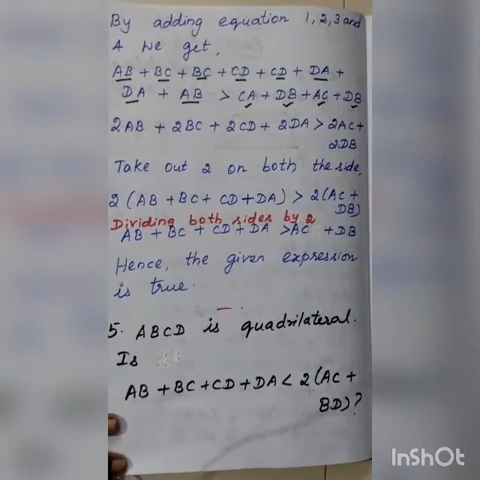 By adding equation 1, 2, 3 and
4 we get,
AB + BC + BC + CD + CD + DA +
DA + AB > CA + DB + AC + DB
2AB + 2BC + 2CD + 2DA > 2AC +
2DB
Take out 2 on both the side,
2 (AB + BC + CD + DA) > 2(AC +
DB)
Dividing both sides by 2
AB + BC + CD + DA > AC + DB
Hence, the given expression
is true.
5. ABCD is quadrilateral.
Is
AB + BC + CD + DA < 2 (AC +
BD)?
InShOt